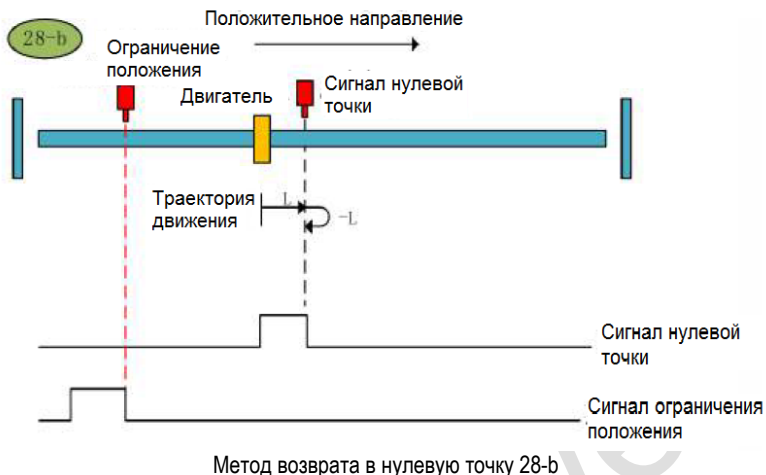 28-b
Положительное направление
Ограничение
положения
Двигатель
Сигнал нулевой
точки
Траектория
движения
L
-L
Сигнал нулевой
точки
Сигнал ограничения
положения
Метод возврата в нулевую точку 28-b